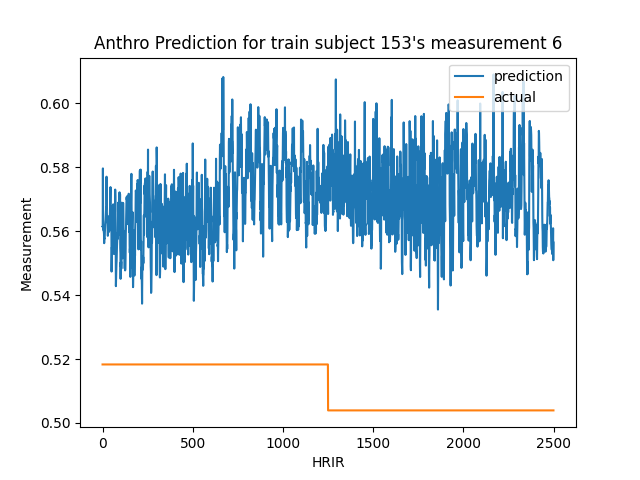 Anthro Prediction for train subject 153's measurement 6
prediction
actual
0.60
0.58
0.56
0.54
0.52
0.50
Measurement
0 500 1000 1500 2000 2500
HRIR